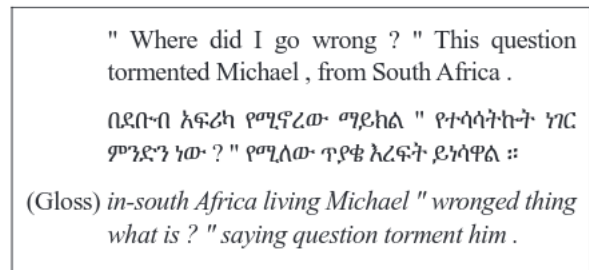 " Where did I go wrong ? " This question
tormented Michael , from South Africa .
በደቡብ አፍሪካ የሚኖረው ማይክል " የተሳሳትኩት ነገር
ምንድን ነው ? " የሚለው ጥያቄ እረፍት ይነሳዋል ።
(Gloss) in-south Africa living Michael " wronged thing
what is ? " saying question torment him .